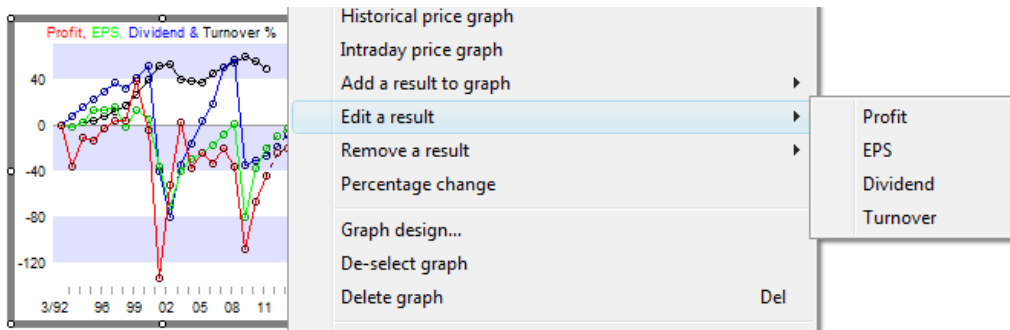 Profit, EPS, Dividend & Turnover %
40
0
-40
-80
-120
3/92 96 99 02 05 08 11
Historical price graph
Intraday price graph
Add a result to graph
Edit a result
Remove a result
Percentage change
Graph design...
De-select graph
Delete graph Del
Profit
EPS
Dividend
Turnover